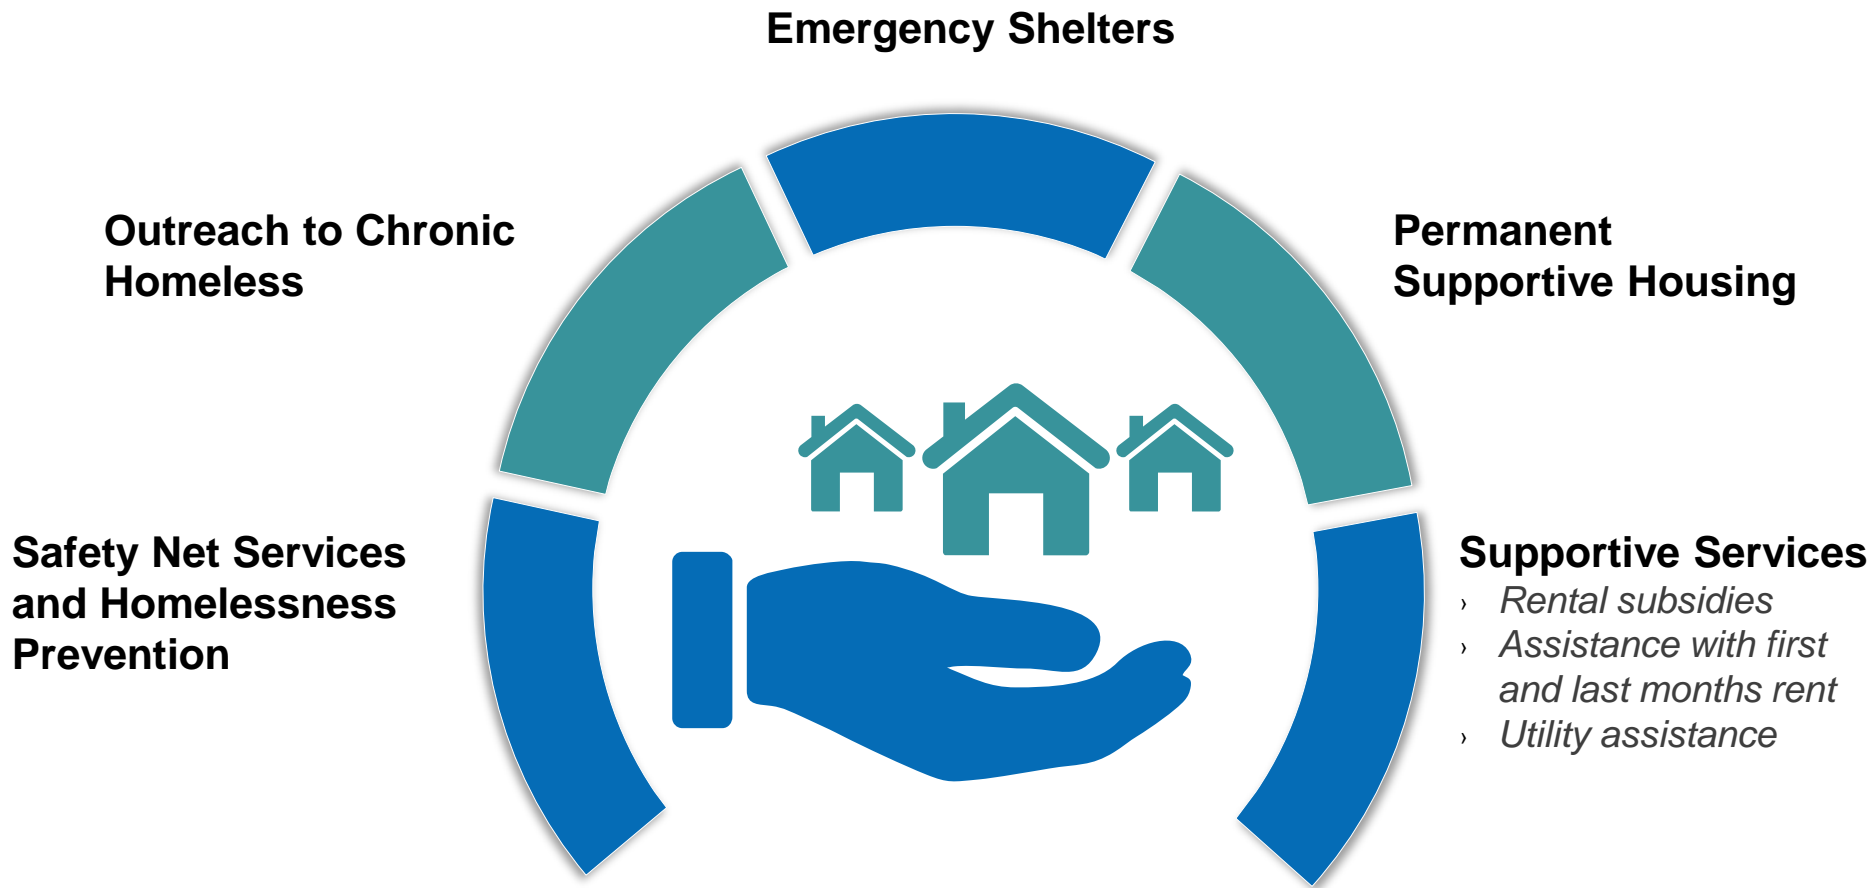 Emergency Shelters
Outreach to Chronic
Homeless
Permanent
Supportive Housing
Safety Net Services
and Homelessness
Prevention
Supportive Services
› Rental subsidies
› Assistance with first
and last months rent
› Utility assistance